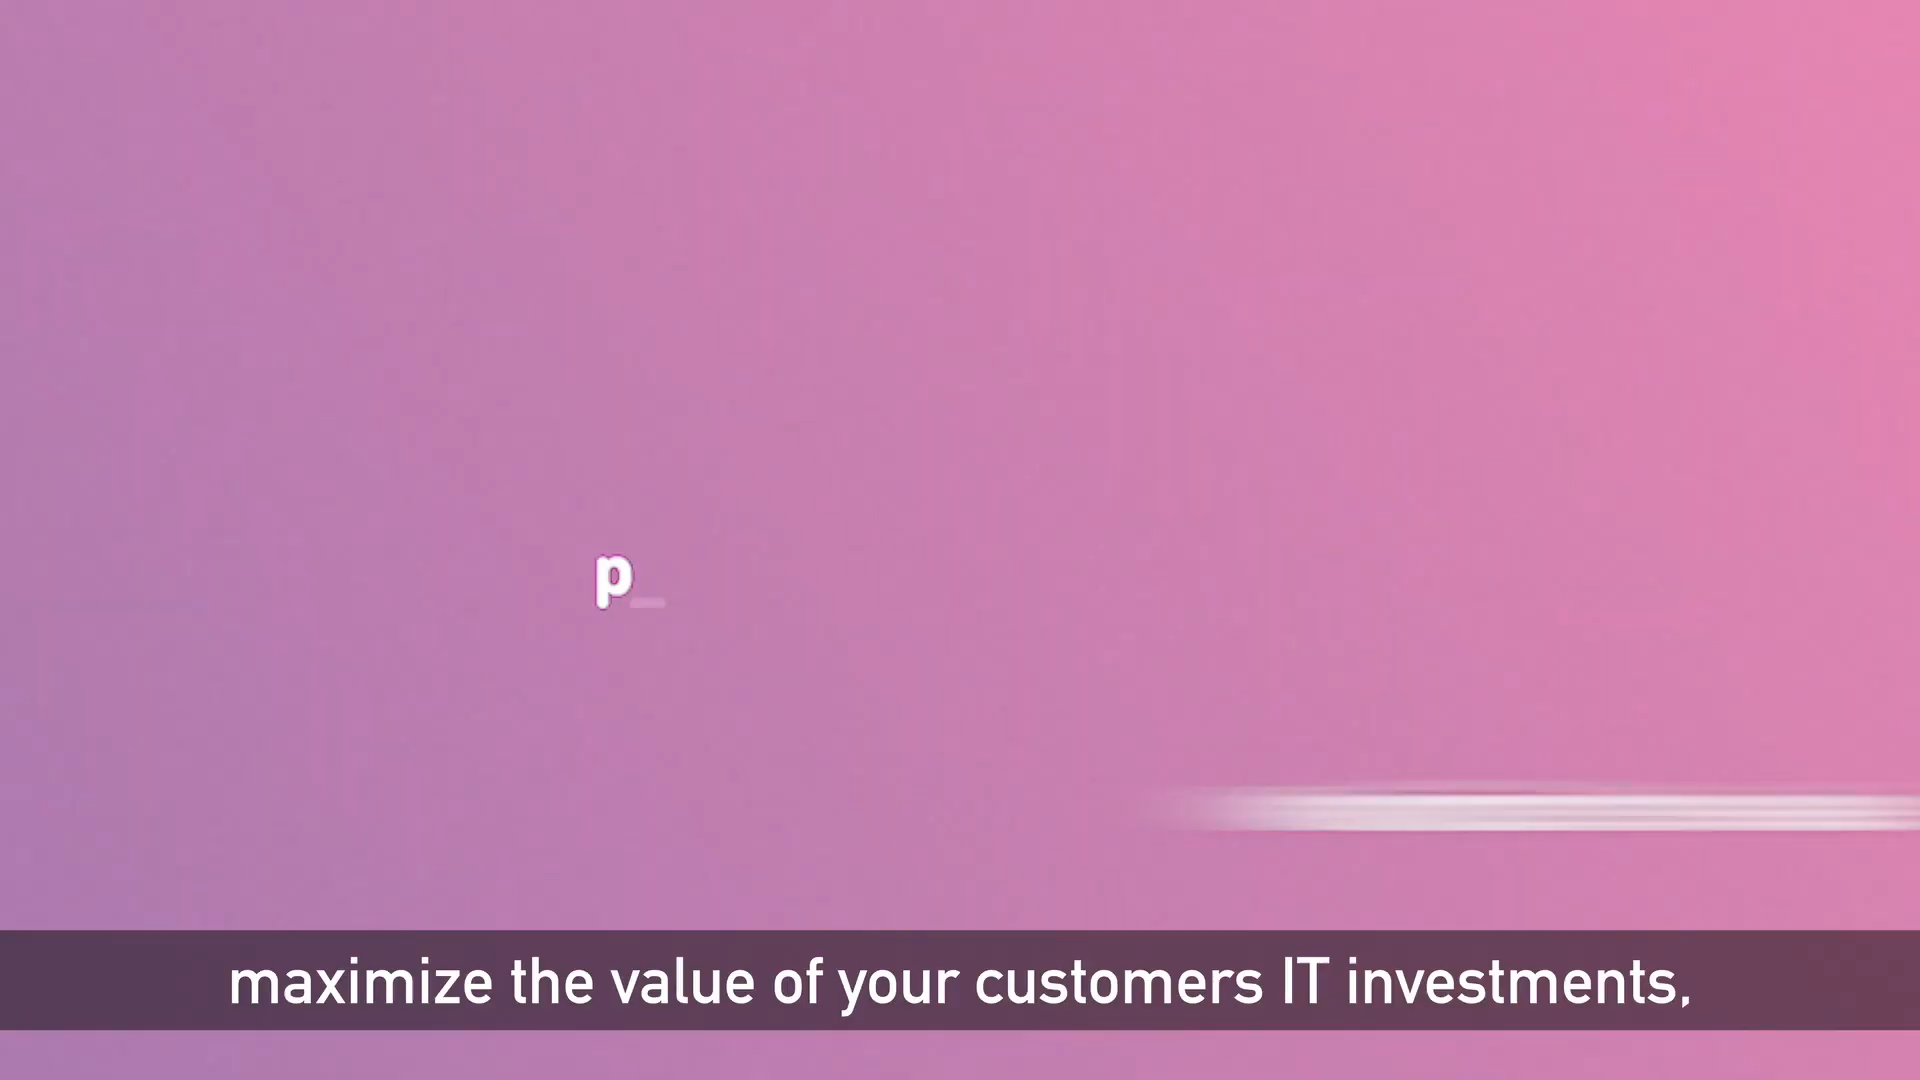 p_
maximize the value of your customers IT investments,